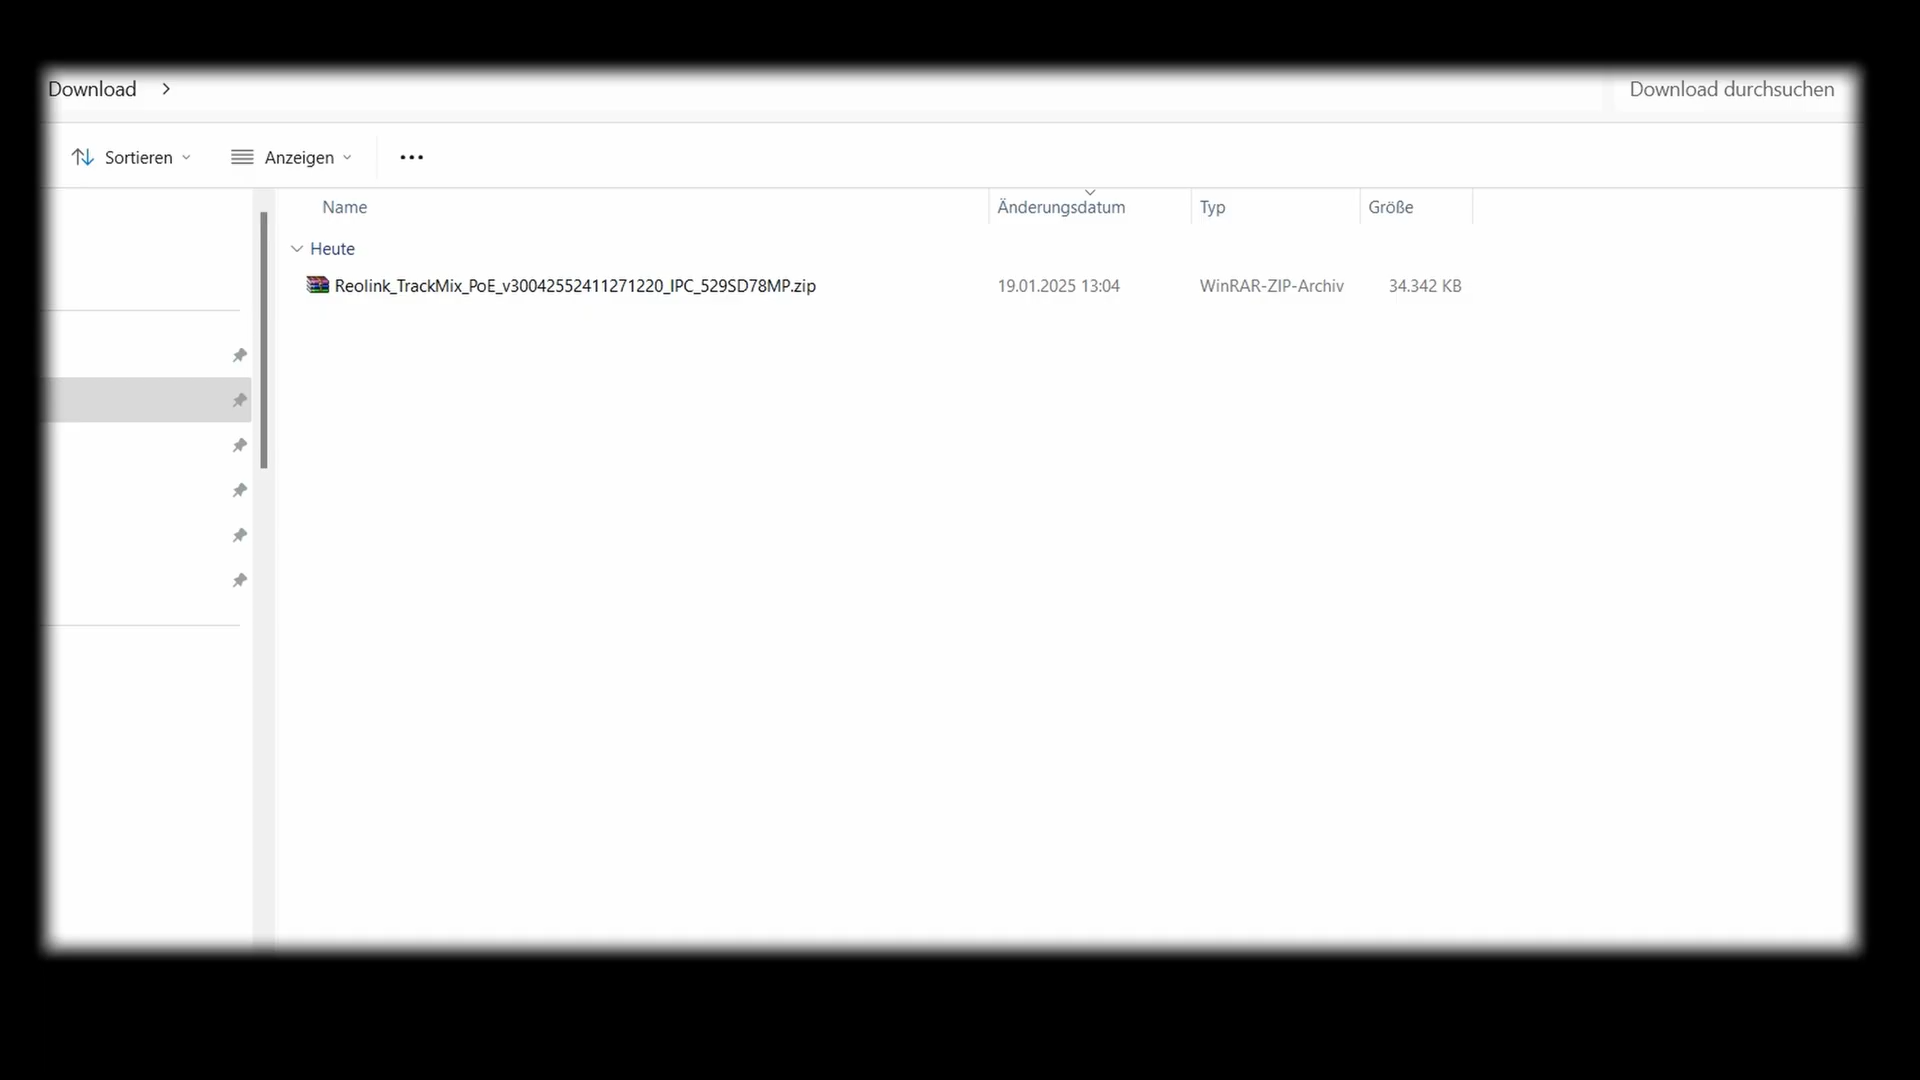 Download
Download durchsuchen
Sortieren
Anzeigen
Name
Änderungsdatum
Typ
Größe
Heute
Reolink_TrackMix_PoE_v30042552411271220_IPC_529SD78MP.zip
19.01.2025 13:04
WinRAR-ZIP-Archiv
34.342 KB